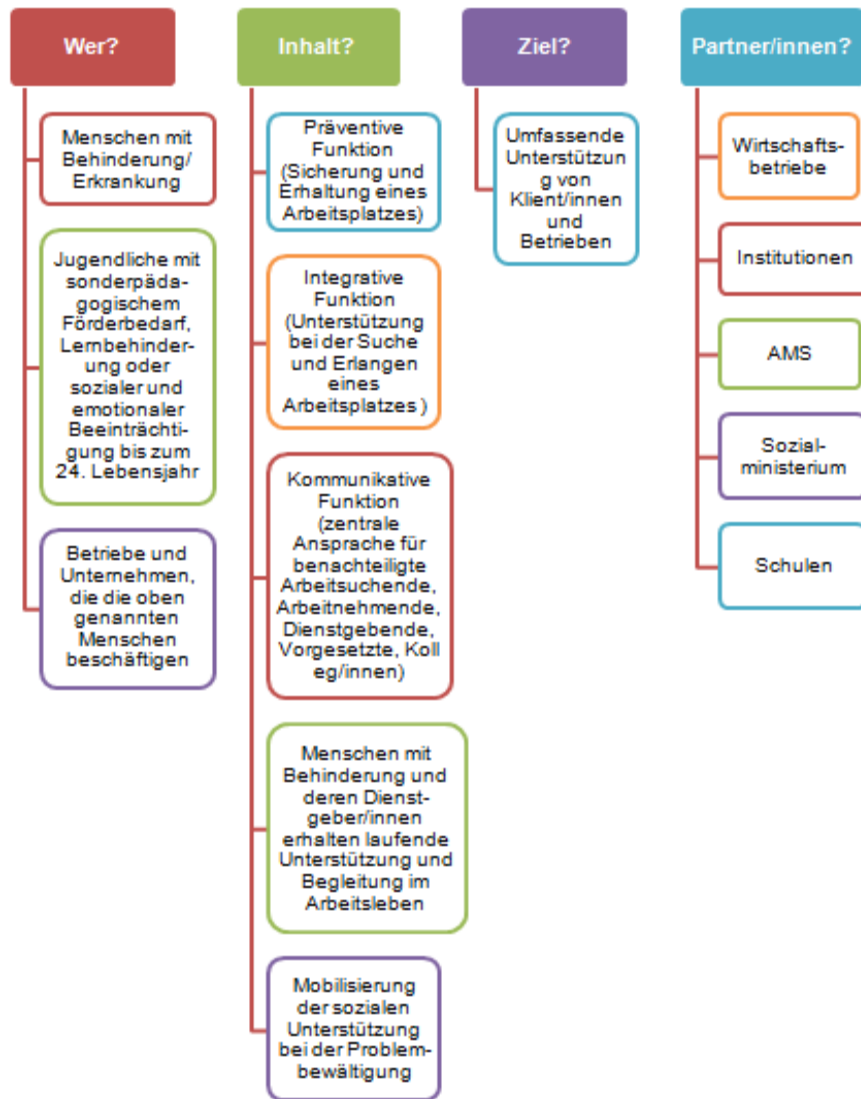 Wer?
Menschen mit
Behinderung/
Erkrankung
Jugendliche mit
sonderpäda-
gogischem
Förderbedarf,
Lernbehinder-
ung oder
sozialer und
emotionaler
Beeinträchti-
gung bis zum
24. Lebensjahr
Betriebe und
Unternehmen,
die die oben
genannten
Menschen
beschäftigen
Inhalt?
Präventive
Funktion
(Sicherung und
Erhaltung eines
Arbeitsplatzes)
Integrative
Funktion
(Unterstützung
bei der Suche
und Erlangen
eines
Arbeitsplatzes )
Kommunikative
Funktion
(zentrale
Ansprache für
benachteiligte
Arbeitsuchende,
Arbeitnehmende,
Dienstgebende,
Vorgesetzte, Koll
eg/innen)
Menschen mit
Behinderung und
deren Dienst-
geber/innen
erhalten laufende
Unterstützung und
Begleitung im
Arbeitsleben
Mobilisierung
der sozialen
Unterstützung
bei der Problem-
bewältigung
Ziel?
Umfassende
Unterstützun
g von
Klient/innen
und
Betrieben
Partner/innen?
Wirtschafts-
betriebe
Institutionen
AMS
Sozial-
ministerium
Schulen